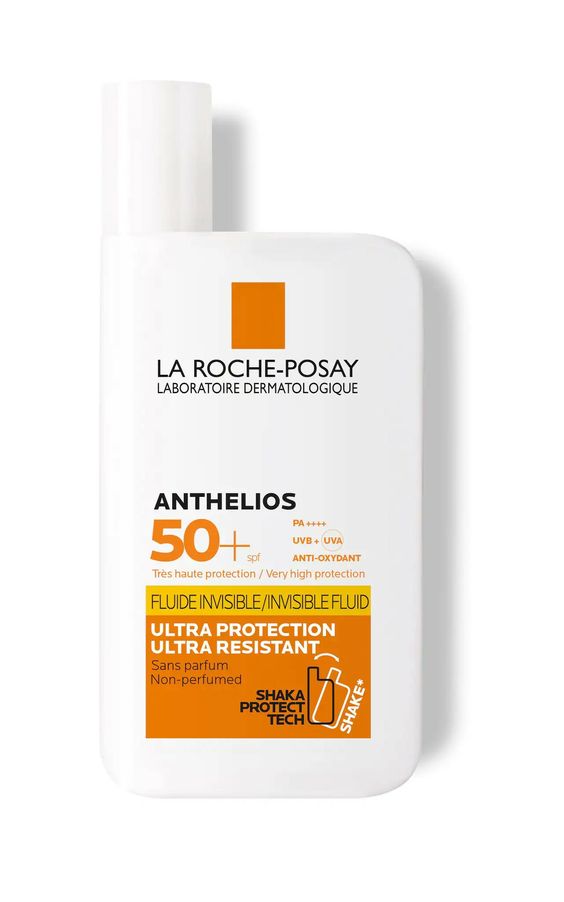 LA ROCHE-POSAY
LABORATOIRE DERMATOLOGIQUE
ANTHELIOS
50+ spf
PA ++++
UVB + UVA
ANTI-OXYDANT
Très haute protection / Very high protection
FLUIDE INVISIBLE/INVISIBLE FLUID
ULTRA PROTECTION
ULTRA RESISTANT
Sans parfum
Non-perfumed
SHAKA
PROTECT
TECH
SHAKE*